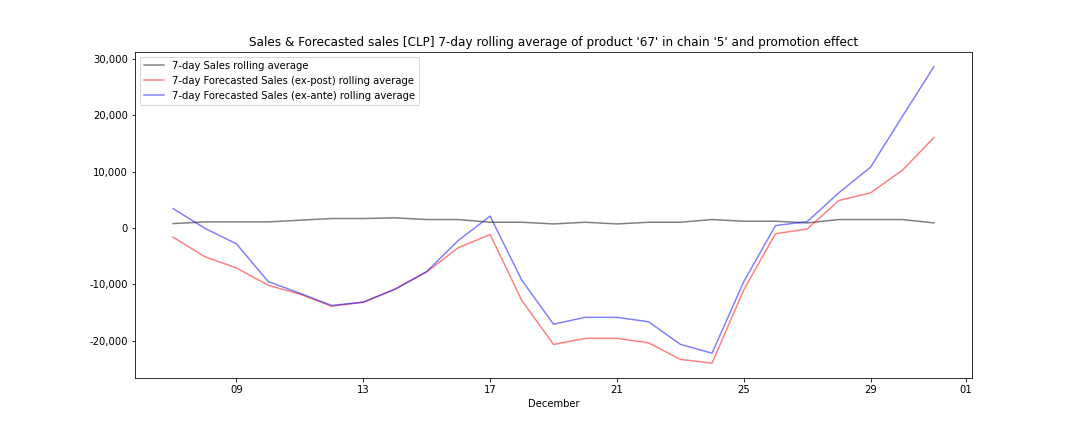 Sales & Forecasted sales [CLP] 7-day rolling average of product '67' in chain '5' and promotion effect
7-day Sales rolling average
7-day Forecasted Sales (ex-post) rolling average
7-day Forecasted Sales (ex-ante) rolling average
30,000
20,000
10,000
0
-10,000
-20,000
09
13
17
21
25
29
01
December